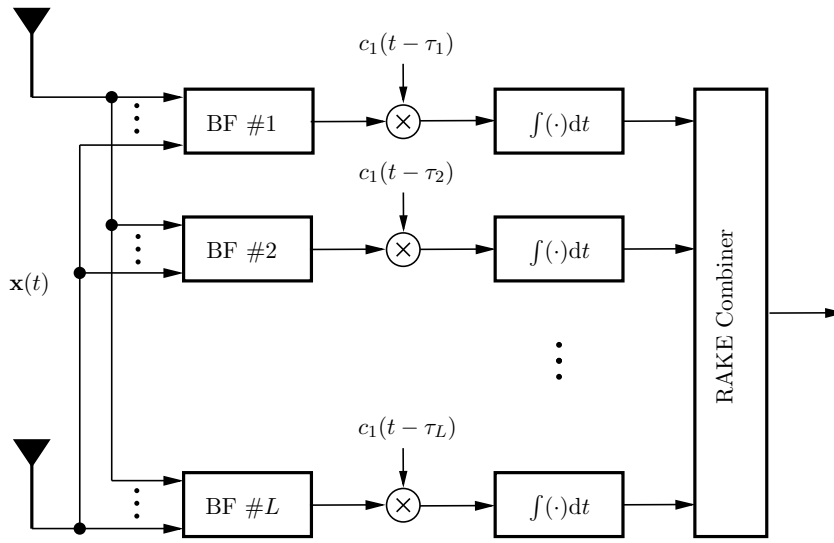 c₁(t − τ₁)
BF #1
∫(·)dt
c₁(t − τ₂)
BF #2
∫(·)dt
x(t)
RAKE Combiner
c₁(t − τ_L)
BF #L
∫(·)dt